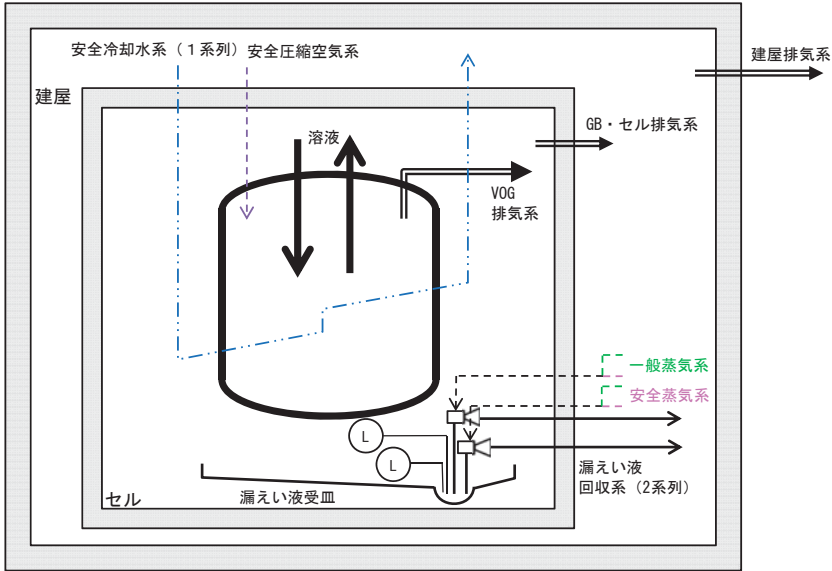 安全冷却水系（１系列）
安全圧縮空気系
建屋排気系
建屋
GB・セル排気系
溶液
VOG
排気系
一般蒸気系
安全蒸気系
L
L
漏えい液
回収系（2系列）
漏えい液受皿
セル